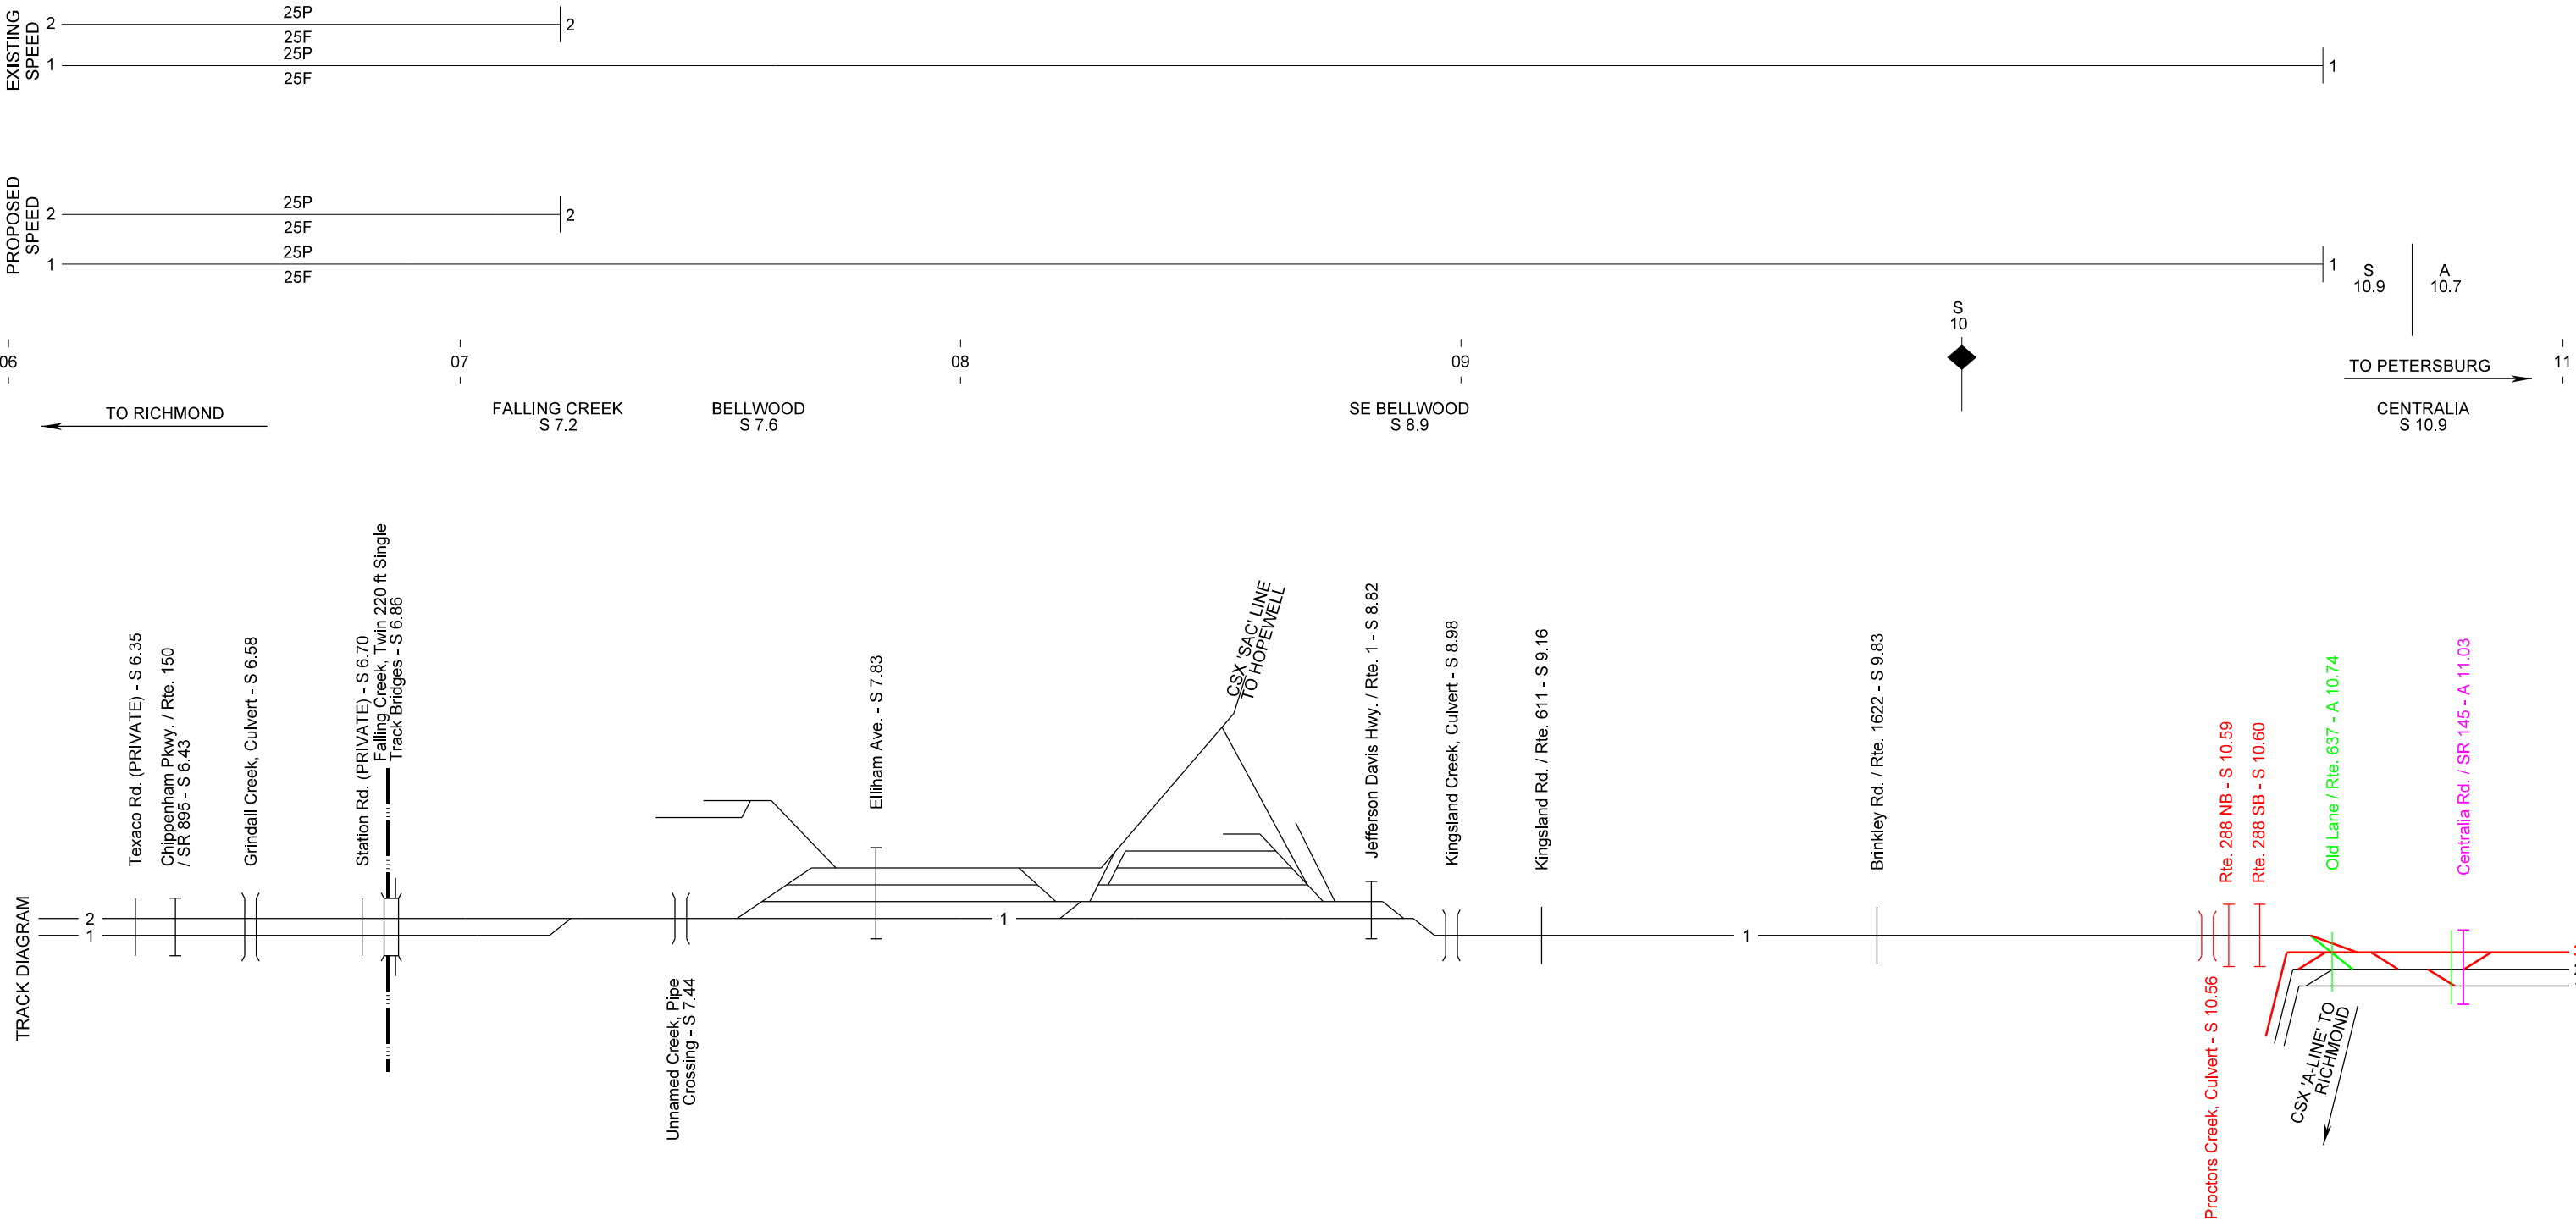 EXISTING
SPEED
2
25P
25F
2
1
25P
25F
1
PROPOSED
SPEED
2
25P
25F
2
1
25P
25F
1
S
10.9
A
10.7
S
10
06
07
08
09
11
TO RICHMOND
FALLING CREEK
S 7.2
BELLWOOD
S 7.6
SE BELLWOOD
S 8.9
TO PETERSBURG
CENTRALIA
S 10.9
TRACK DIAGRAM
2
1
Texaco Rd. (PRIVATE) - S 6.35
Chippenham Pkwy. / Rte. 150
/ SR 895 - S 6.43
Grindall Creek, Culvert - S 6.58
Station Rd. (PRIVATE) - S 6.70
Falling Creek, Twin 220 ft Single
Track Bridges - S 6.86
Unnamed Creek, Pipe
Crossing - S 7.44
Elliham Ave. - S 7.83
1
CSX 'SAC' LINE
TO HOPEWELL
Jefferson Davis Hwy. / Rte. 1 - S 8.82
Kingsland Creek, Culvert - S 8.98
Kingsland Rd. / Rte. 611 - S 9.16
1
Brinkley Rd. / Rte. 1622 - S 9.83
Proctors Creek, Culvert - S 10.56
Rte. 288 NB - S 10.59
Rte. 288 SB - S 10.60
Old Lane / Rte. 637 - A 10.74
CSX 'A-LINE' TO
RICHMOND
Centralia Rd. / SR 145 - A 11.03